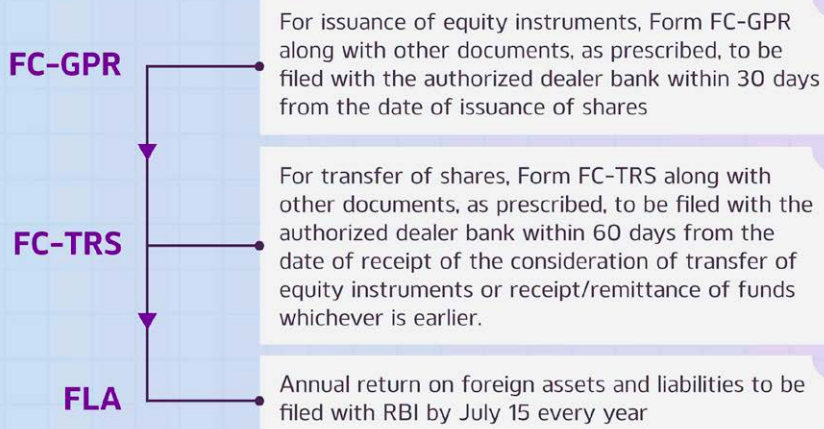 FC-GPR
For issuance of equity instruments, Form FC-GPR
along with other documents, as prescribed, to be
filed with the authorized dealer bank within 30 days
from the date of issuance of shares
FC-TRS
For transfer of shares, Form FC-TRS along with
other documents, as prescribed, to be filed with the
authorized dealer bank within 60 days from the
date of receipt of the consideration of transfer of
equity instruments or receipt/remittance of funds
whichever is earlier.
FLA
Annual return on foreign assets and liabilities to be
filed with RBI by July 15 every year